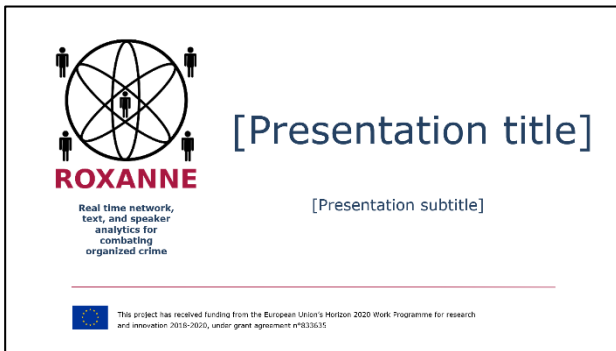 [Presentation title]
ROXANNE
Real time network,
text, and speaker
analytics for
combating
organized crime
[Presentation subtitle]
This project has received funding from the European Union's Horizon 2020 Work Programme for research
and innovation 2018-2020, under grant agreement n°833635